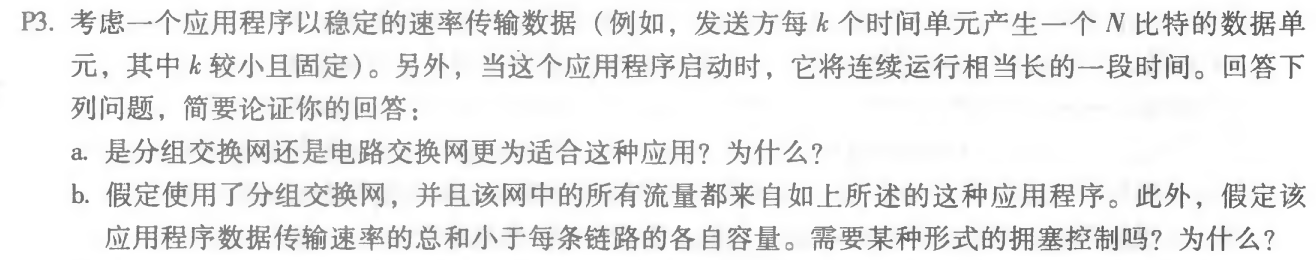 P3. 考虑一个应用程序以稳定的速率传输数据（例如，发送方每 k 个时间单元产生一个 N 比特的数据单
元，其中 k 较小且固定）。另外，当这个应用程序启动时，它将连续运行相当长的一段时间。回答下
列问题，简要论证你的回答：
a. 是分组交换网还是电路交换网更为适合这种应用？为什么？
b. 假定使用了分组交换网，并且该网中的所有流量都来自如上所述的这种应用程序。此外，假定该
应用程序数据传输速率的总和小于每条链路的各自容量。需要某种形式的拥塞控制吗？为什么？